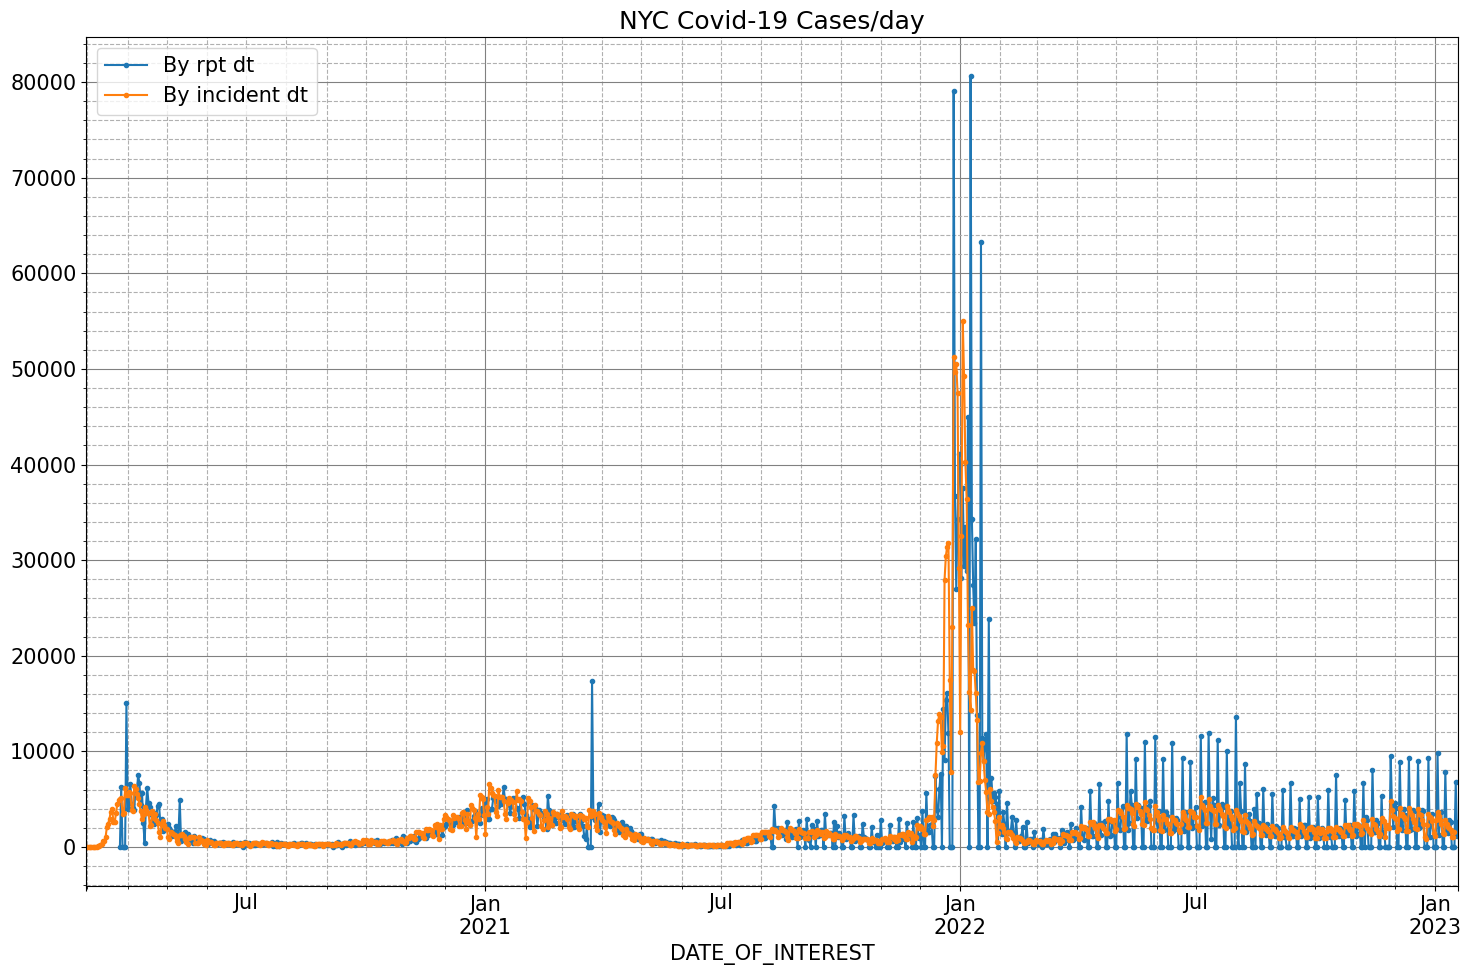 NYC Covid-19 Cases/day
By rpt dt
By incident dt
80000
70000
60000
50000
40000
30000
20000
10000
0
Jul
Jan
2021
Jul
Jan
2022
Jul
Jan
2023
DATE_OF_INTEREST